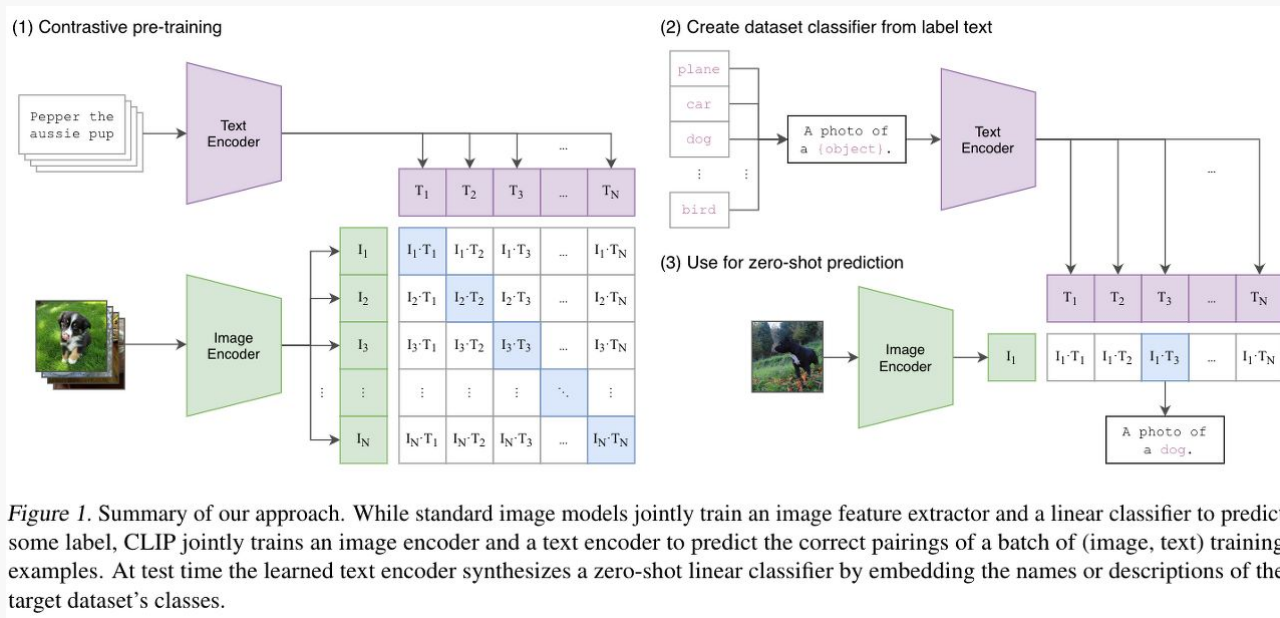 (1) Contrastive pre-training
Pepper the
aussie pup
Text
Encoder
...
T1 T2 T3 ... TN
Image
Encoder
I1 I1·T1 I1·T2 I1·T3 ... I1·TN
I2 I2·T1 I2·T2 I2·T3 ... I2·TN
I3 I3·T1 I3·T2 I3·T3 ... I3·TN
⋮ ⋮ ⋮ ⋮ ⋮ ⋱ ⋮
IN IN·T1 IN·T2 IN·T3 ... IN·TN
(2) Create dataset classifier from label text
plane
car
dog
⋮ ⋮
bird
A photo of
a {object}.
Text
Encoder
...
(3) Use for zero-shot prediction
T1 T2 T3 ... TN
Image
Encoder
I1 I1·T1 I1·T2 I1·T3 ... I1·TN
A photo of
a dog.
Figure 1. Summary of our approach. While standard image models jointly train an image feature extractor and a linear classifier to predic
some label, CLIP jointly trains an image encoder and a text encoder to predict the correct pairings of a batch of (image, text) training
examples. At test time the learned text encoder synthesizes a zero-shot linear classifier by embedding the names or descriptions of the
target dataset's classes.